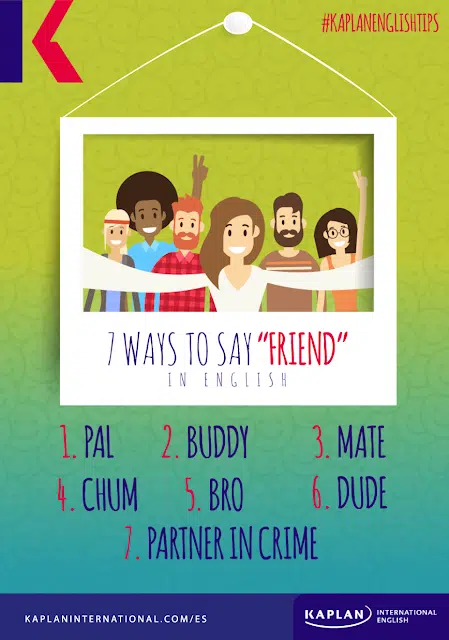 #KAPLANENGLISHTIPS
7 WAYS TO SAY "FRIEND"
IN ENGLISH
1. PAL 2. BUDDY 3. MATE
4. CHUM 5. BRO 6. DUDE
7. PARTNER IN CRIME
KAPLANINTERNATIONAL.COM/ES
KAPLAN INTERNATIONAL
ENGLISH